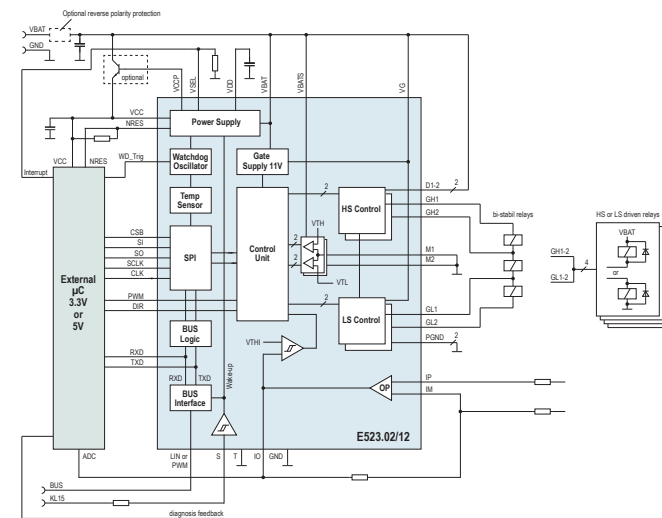 Optional reverse polarity protection
VBAT
GND
optional
VCCP
VSEL
VDD
VBAT
VBATS
VG
VCC
NRES
Power Supply
VCC
NRES
WD_Trig
Interrupt
Watchdog
Oscillator
Gate
Supply 11V
Temp
Sensor
2
HS Control
D1-2
2
GH1
GH2
bi-stabil relays
HS or LS driven relays
VBAT
or
GH1-2
4
GL1-2
CSB
SI
SO
SCLK
CLK
SPI
Control
Unit
2
2
VTH
VTL
M1
M2
External
µC
3.3V
or
5V
PWM
DIR
2
LS Control
GL1
GL2
PGND
2
BUS
Logic
VTHI
RXD
TXD
RXD
TXD
Wake-up
BUS
Interface
OP
IP
IM
E523.02/12
ADC
LIN or
PWM
S
T
IO
GND
BUS
KL15
diagnosis feedback